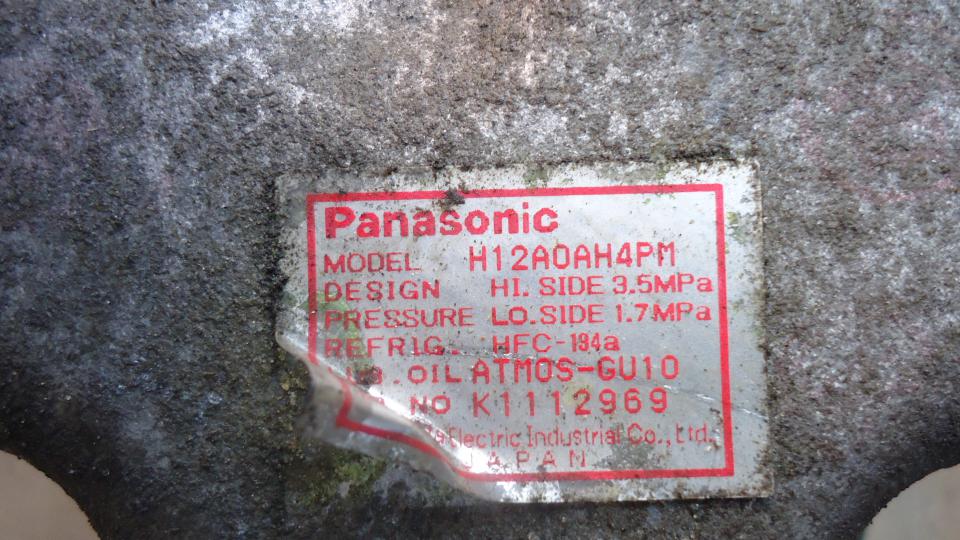 Panasonic
MODEL H12A0AH4PM
DESIGN HI. SIDE 3.5MPa
PRESSURE LO.SIDE 1.7MPa
REFRIG. HFC-134a
OIL ATMOS-GU10
NO K1112969
Electric Industrial Co., Ltd.
JAPAN